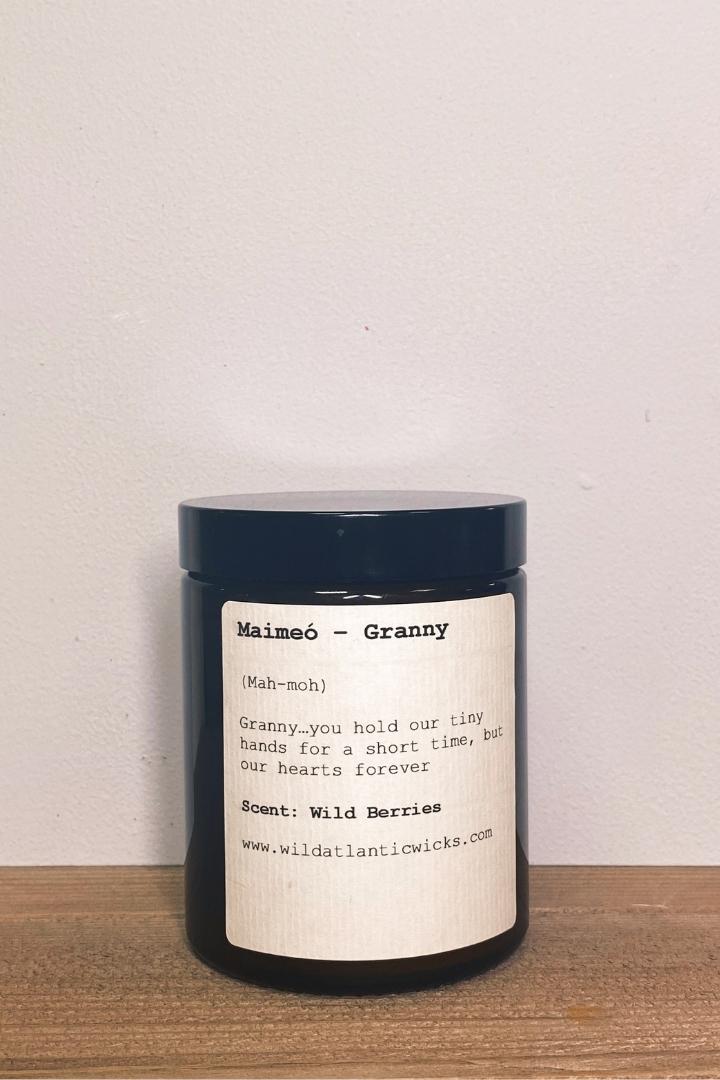 Maimeó - Granny
(Mah-moh)
Granny…you hold our tiny
hands for a short time, but
our hearts forever
Scent: Wild Berries
www.wildatlanticwicks.com